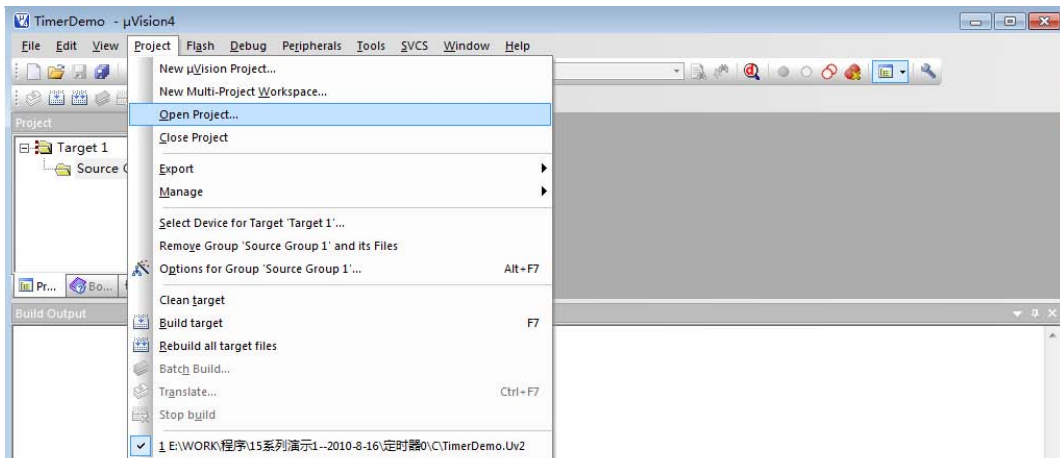 TimerDemo - µVision4
File Edit View Project Flash Debug Peripherals Tools SVCS Window Help
New µVision Project...
New Multi-Project Workspace...
Project
Open Project...
Close Project
Target 1
Source
Export
Manage
Select Device for Target 'Target 1'...
Remove Group 'Source Group 1' and its Files
Options for Group 'Source Group 1'... Alt+F7
Pr... Bo...
Clean target
Build Output
Build target F7
Rebuild all target files
Batch Build...
Translate... Ctrl+F7
Stop build
1 E:\WORK\程序\15系列演示1--2010-8-16\定时器0\C\TimerDemo.Uv2